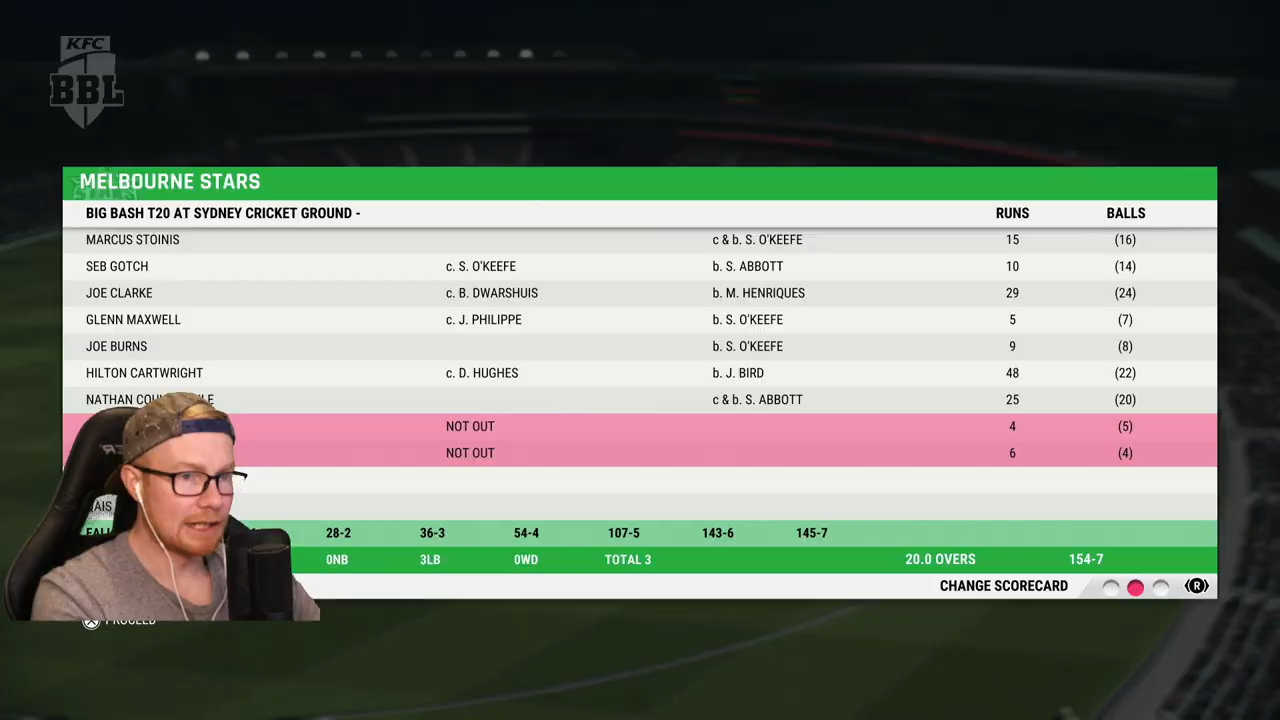 KFC
BBL
MELBOURNE STARS
BIG BASH T20 AT SYDNEY CRICKET GROUND - RUNS BALLS
MARCUS STOINIS c & b. S. O'KEEFE 15 (16)
SEB GOTCH c. S. O'KEEFE b. S. ABBOTT 10 (14)
JOE CLARKE c. B. DWARSHUIS b. M. HENRIQUES 29 (24)
GLENN MAXWELL c. J. PHILIPPE b. S. O'KEEFE 5 (7)
JOE BURNS b. S. O'KEEFE 9 (8)
HILTON CARTWRIGHT c. D. HUGHES b. J. BIRD 48 (22)
NATHAN c & b. S. ABBOTT 25 (20)
NOT OUT 4 (5)
NOT OUT 6 (4)
28-2 36-3 54-4 107-5 143-6 145-7
0NB 3LB 0WD TOTAL 3 20.0 OVERS 154-7
CHANGE SCORECARD R
PROCEED